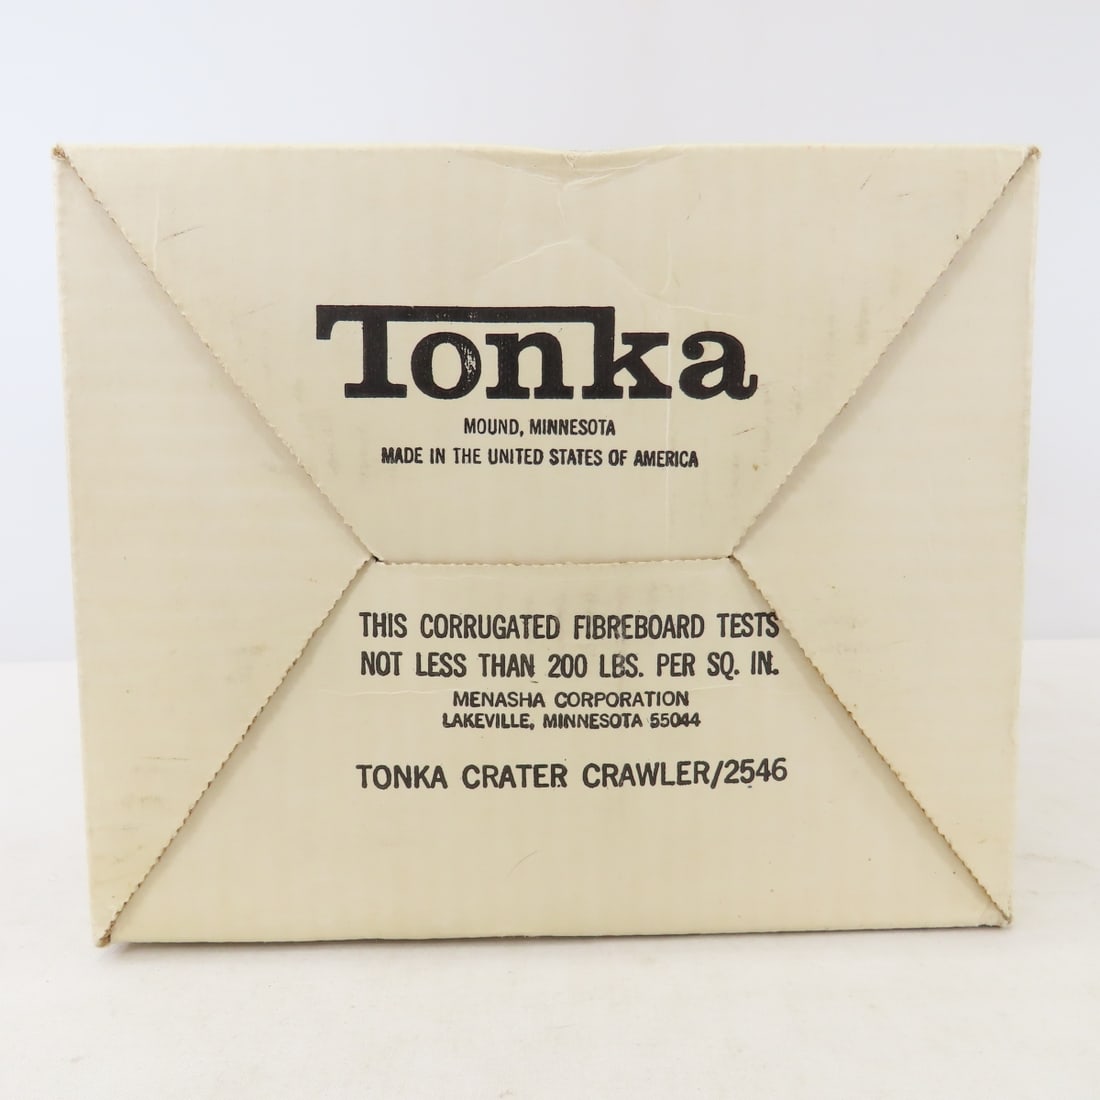 Tonka
MOUND, MINNESOTA
MADE IN THE UNITED STATES OF AMERICA
THIS CORRUGATED FIBREBOARD TESTS
NOT LESS THAN 200 LBS. PER SQ. IN.
MENASHA CORPORATION
LAKEVILLE, MINNESOTA 55044
TONKA CRATER CRAWLER/2546